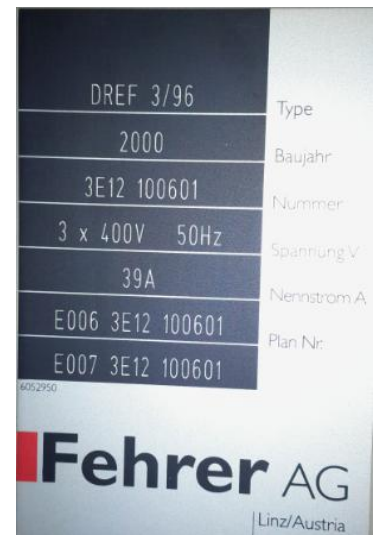 DREF 3/96 Type
2000 Baujahr
3E12 100601 Nummer
3 x 400V 50Hz Spannung V
39A Nennstrom A
E006 3E12 100601 Plan Nr.
E007 3E12 100601
6052950
Fehrer AG
Linz/Austria